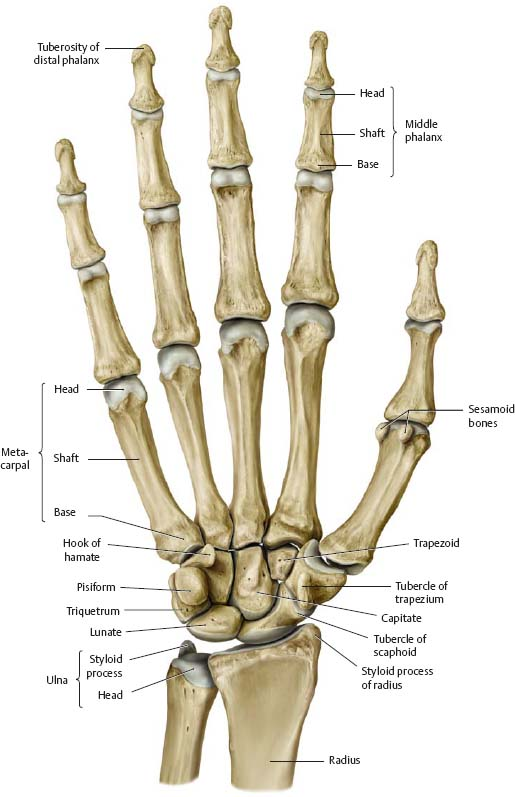 Tuberosity of
distal phalanx
Head
Shaft
Base
Middle
phalanx
Head
Shaft
Base
Meta-
carpal
Sesamoid
bones
Hook of
hamate
Trapezoid
Pisiform
Tubercle of
trapezium
Triquetrum
Capitate
Lunate
Tubercle of
scaphoid
Styloid
process
Head
Ulna
Styloid process
of radius
Radius